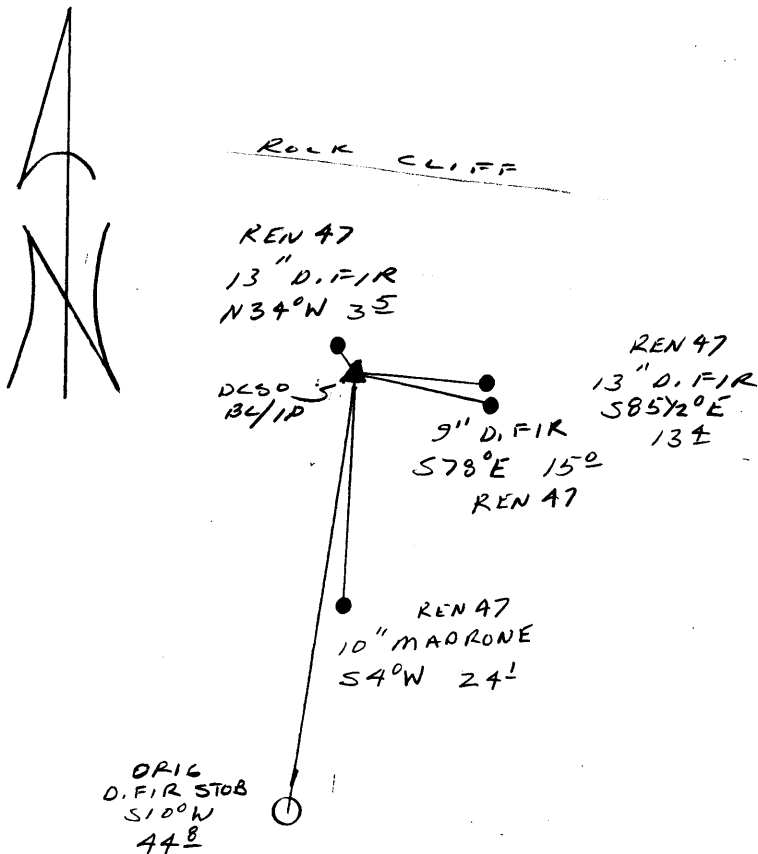 ROCK CLIFF
REN 47
13" D. FIR
N34°W 3<u>5</u>
DCSO
BC/ID
REN 47
13" D. FIR
S85½°E
13<u>4</u>
9" D. FIR
S78°E 15<u>0</u>
REN 47
REN 47
10" MADRONE
S4°W 24<u>1</u>
ORIG
D. FIR STOB
S10°W
44<u>8</u>